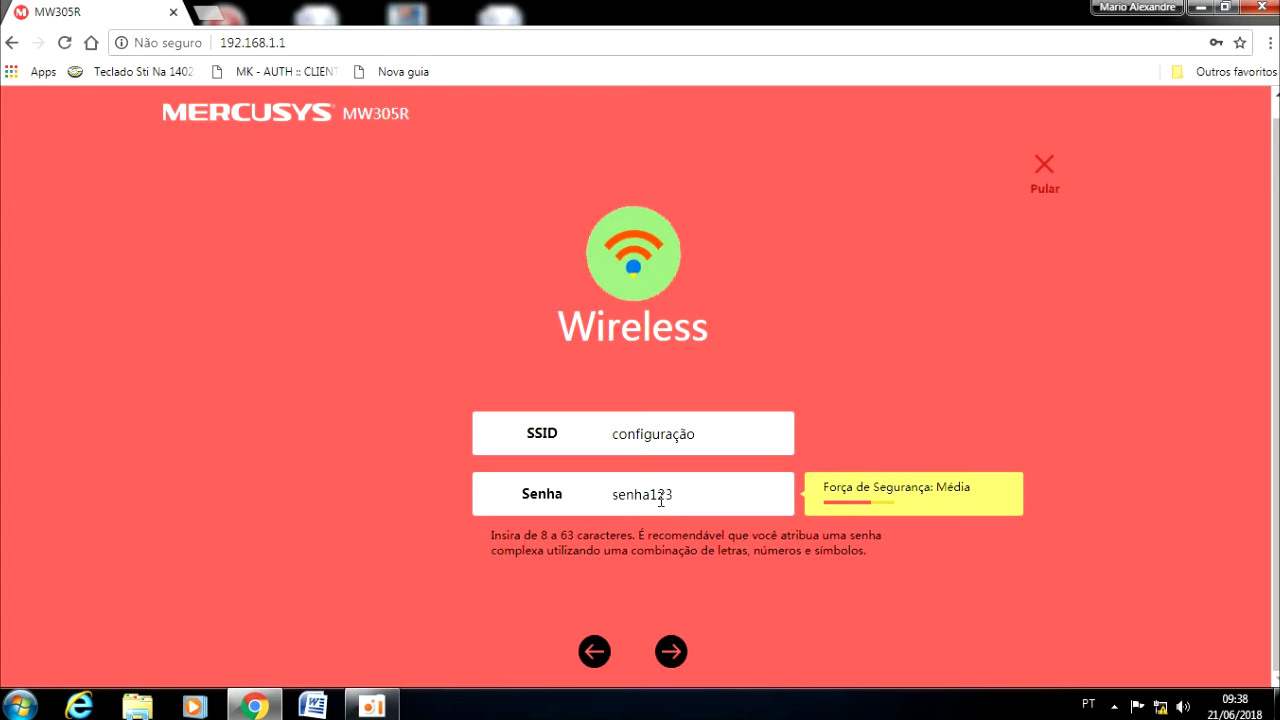 MW305R
Mario Alexandre
Não seguro
192.168.1.1
Apps
Teclado Sti Na 1402
MK - AUTH :: CLIENT
Nova guia
Outros favoritos
MERCUSYS MW305R
Pular
Wireless
SSID
configuração
Senha
senha123
Força de Segurança: Média
Insira de 8 a 63 caracteres. É recomendável que você atribua uma senha
complexa utilizando uma combinação de letras, números e símbolos.
PT
09:38
21/06/2018